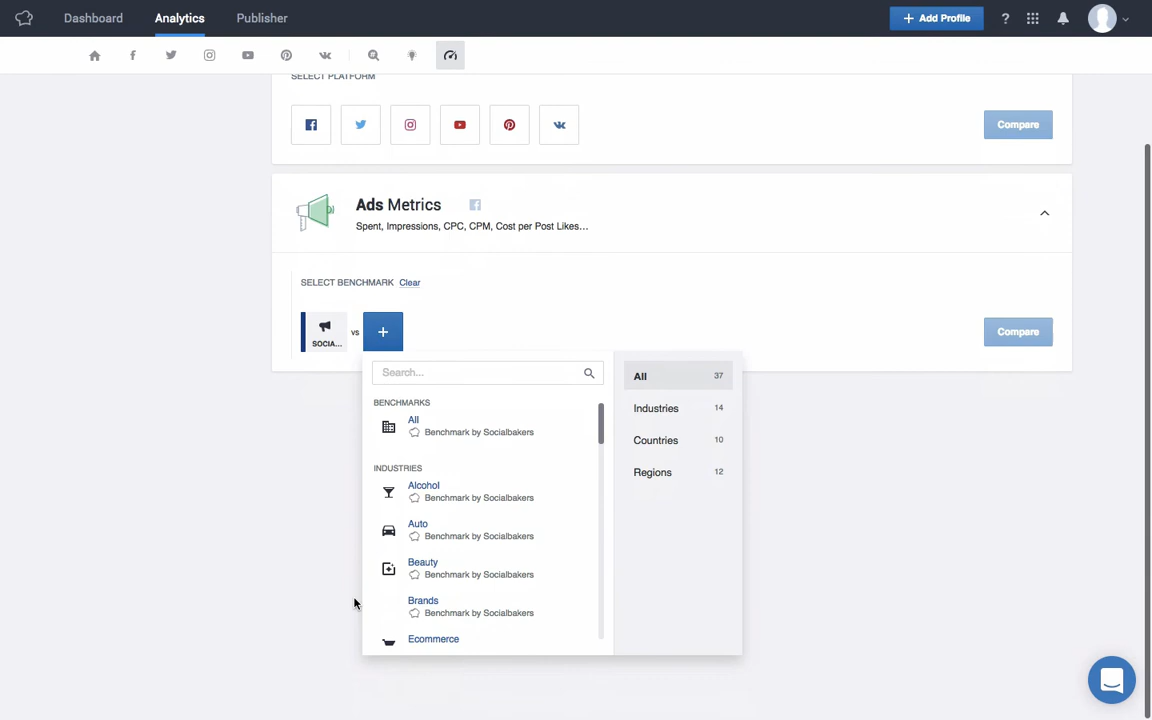 Dashboard
Analytics
Publisher
+ Add Profile
?
SELECT PLATFORM
Compare
Ads Metrics
Spent, Impressions, CPC, CPM, Cost per Post Likes...
SELECT BENCHMARK Clear
SOCIA...
vs
+
Compare
Search...
BENCHMARKS
All
Benchmark by Socialbakers
INDUSTRIES
Alcohol
Benchmark by Socialbakers
Auto
Benchmark by Socialbakers
Beauty
Benchmark by Socialbakers
Brands
Benchmark by Socialbakers
Ecommerce
All 37
Industries 14
Countries 10
Regions 12